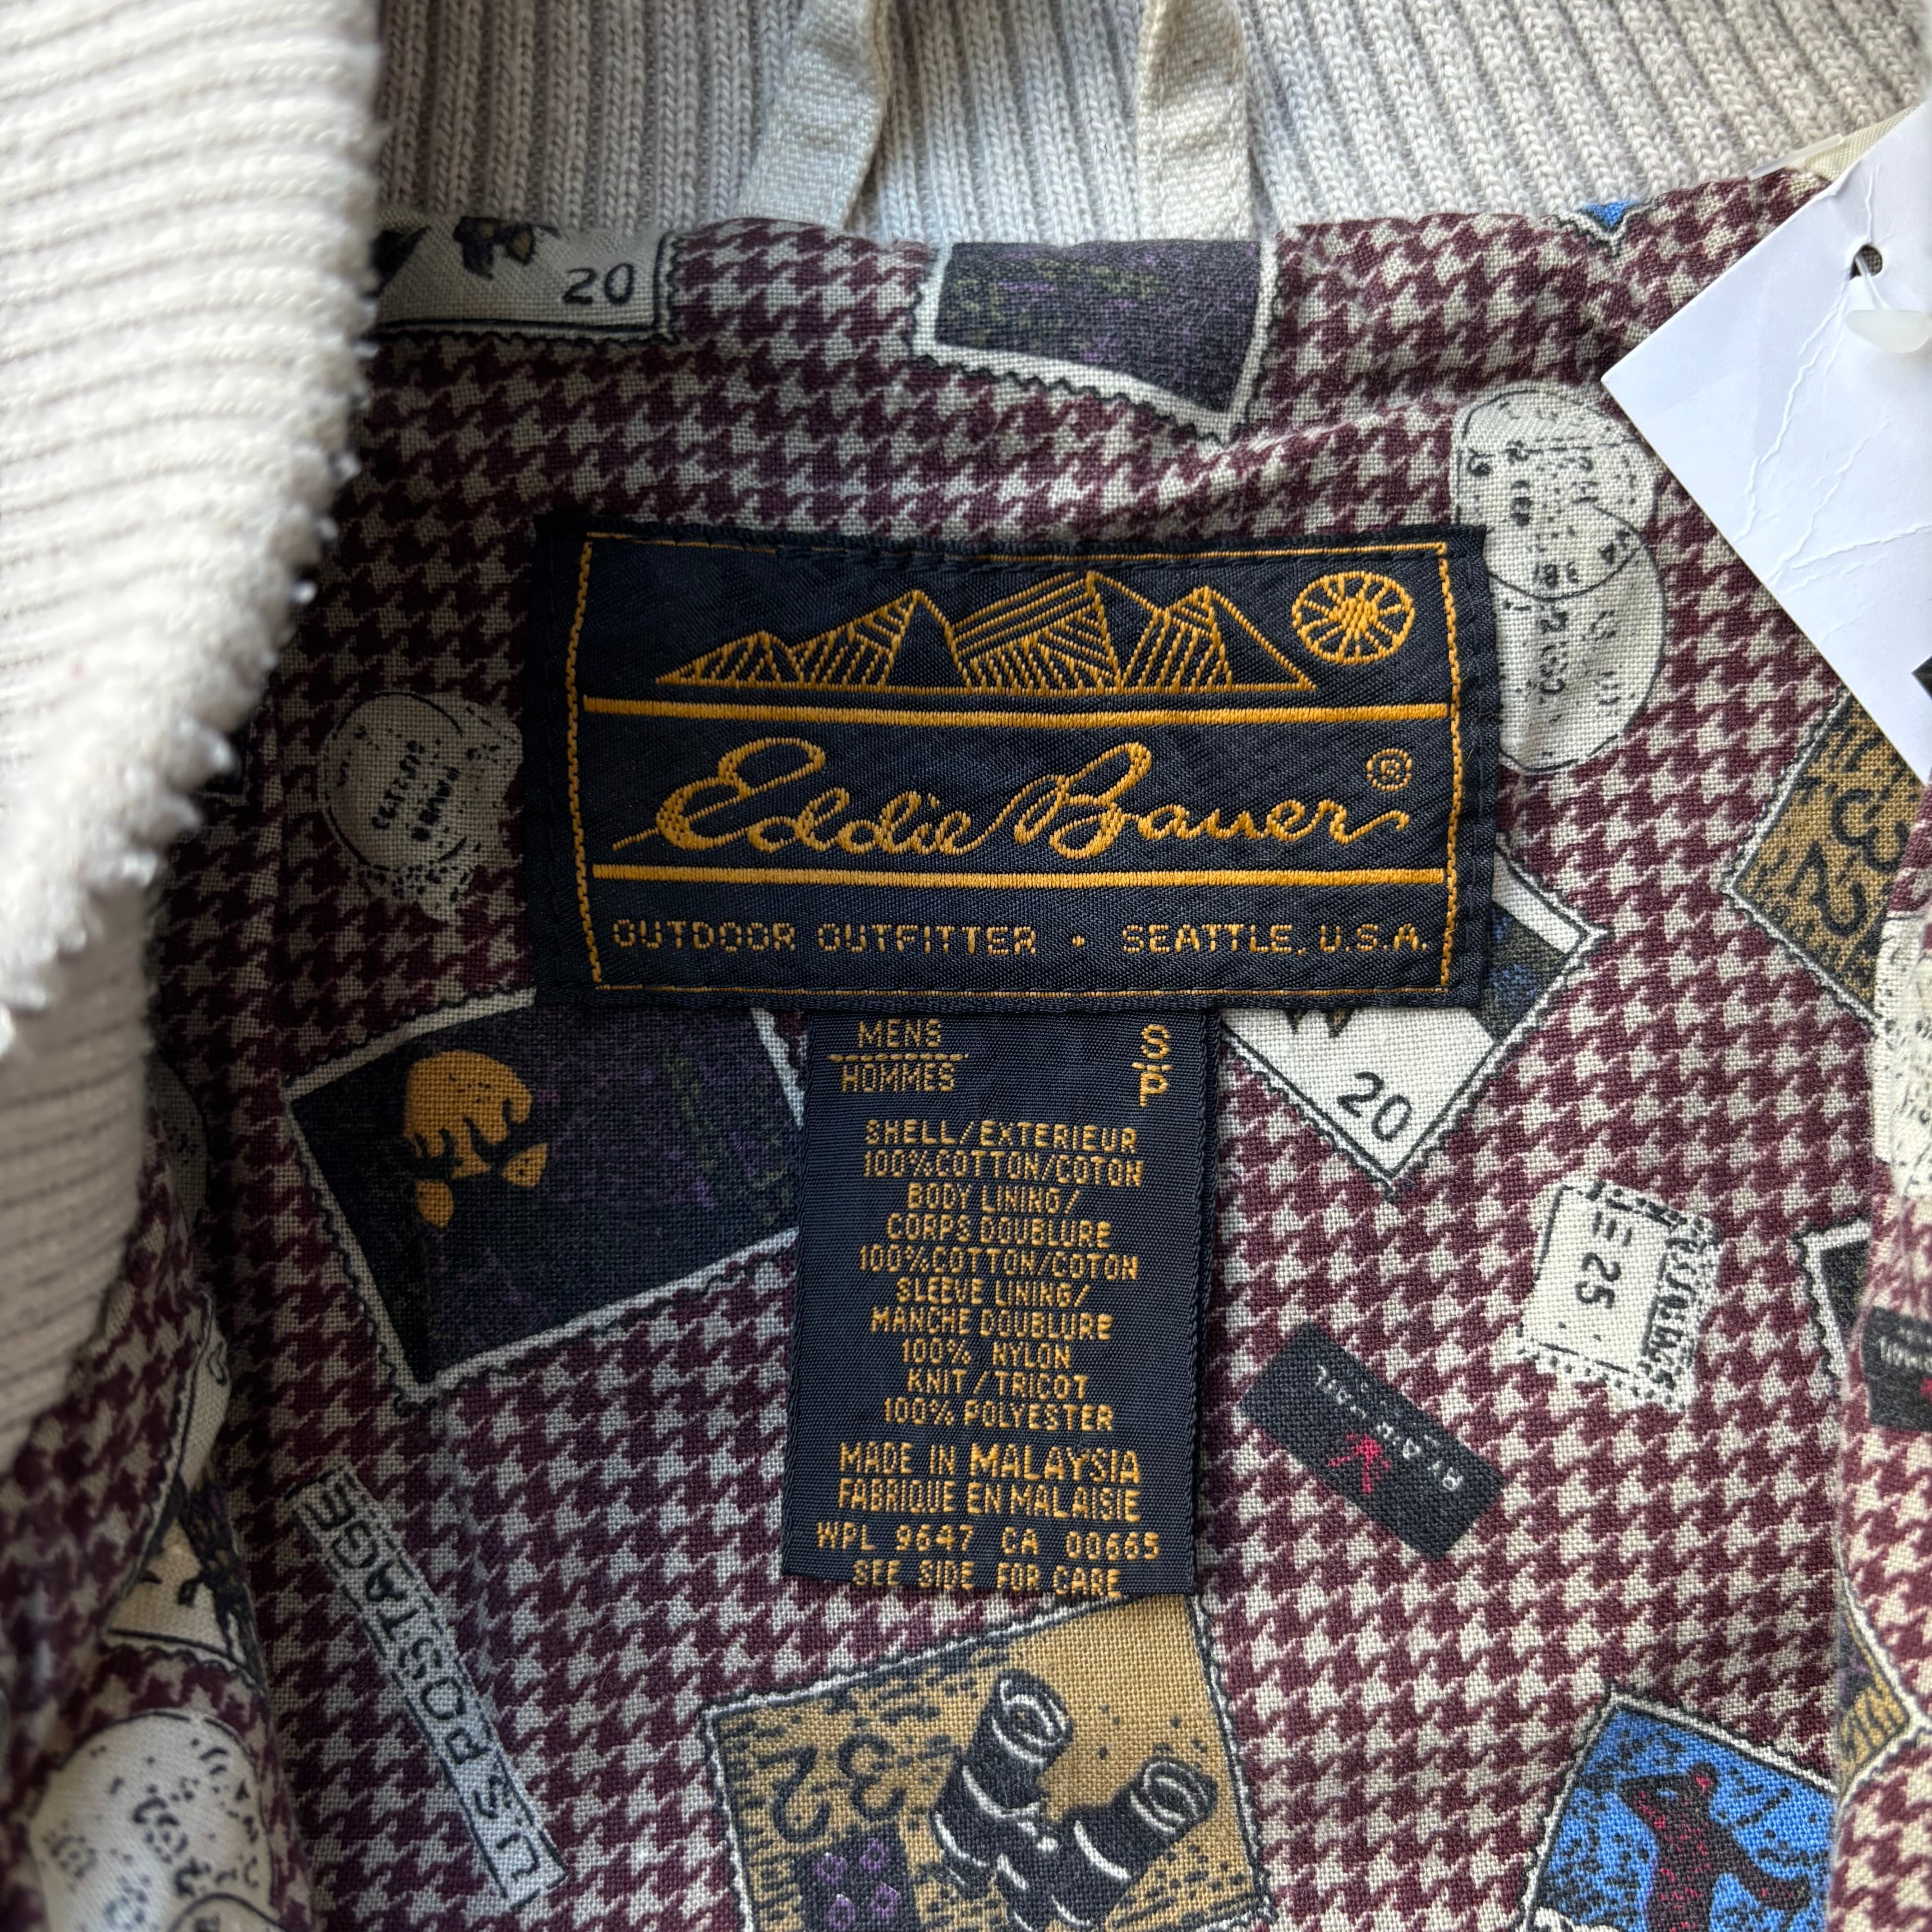 20
Eddie Bauer ®
OUTDOOR OUTFITTER • SEATTLE, U.S.A.
MENS S
HOMMES P
SHELL/EXTERIEUR
100%COTTON/COTON
BODY LINING/
CORPS DOUBLURE
100%COTTON/COTON
SLEEVE LINING/
MANCHE DOUBLURE
100% NYLON
KNIT/TRICOT
100% POLYESTER
MADE IN MALAYSIA
FABRIQUE EN MALAISIE
WPL 9647 CA 00665
SEE SIDE FOR CARE
20
25
US POSTAGE
23
23